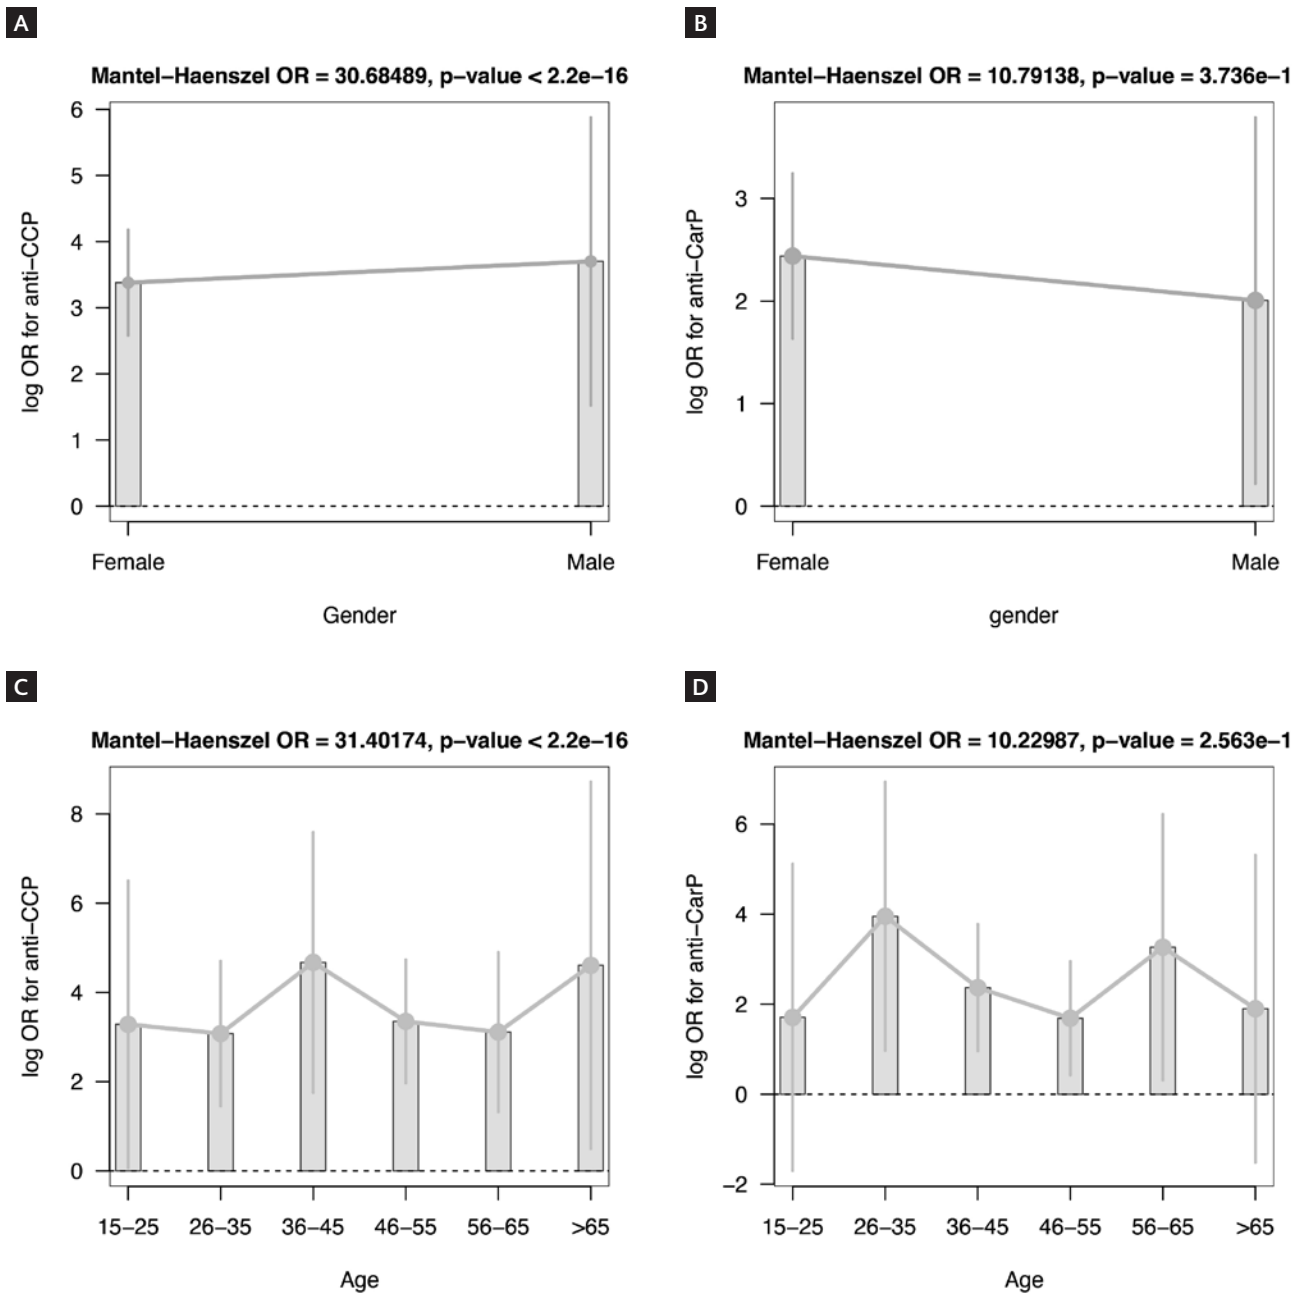 A
Mantel–Haenszel OR = 30.68489, p–value < 2.2e–16
log OR for anti–CCP
6
5
4
3
2
1
0
Female Male
Gender
B
Mantel–Haenszel OR = 10.79138, p–value = 3.736e–1
log OR for anti–CarP
3
2
1
0
Female Male
gender
C
Mantel–Haenszel OR = 31.40174, p–value < 2.2e–16
log OR for anti–CCP
8
6
4
2
0
15–25 26–35 36–45 46–55 56–65 >65
Age
D
Mantel–Haenszel OR = 10.22987, p–value = 2.563e–1
log OR for anti–CarP
6
4
2
0
–2
15–25 26–35 36–45 46–55 56–65 >65
Age